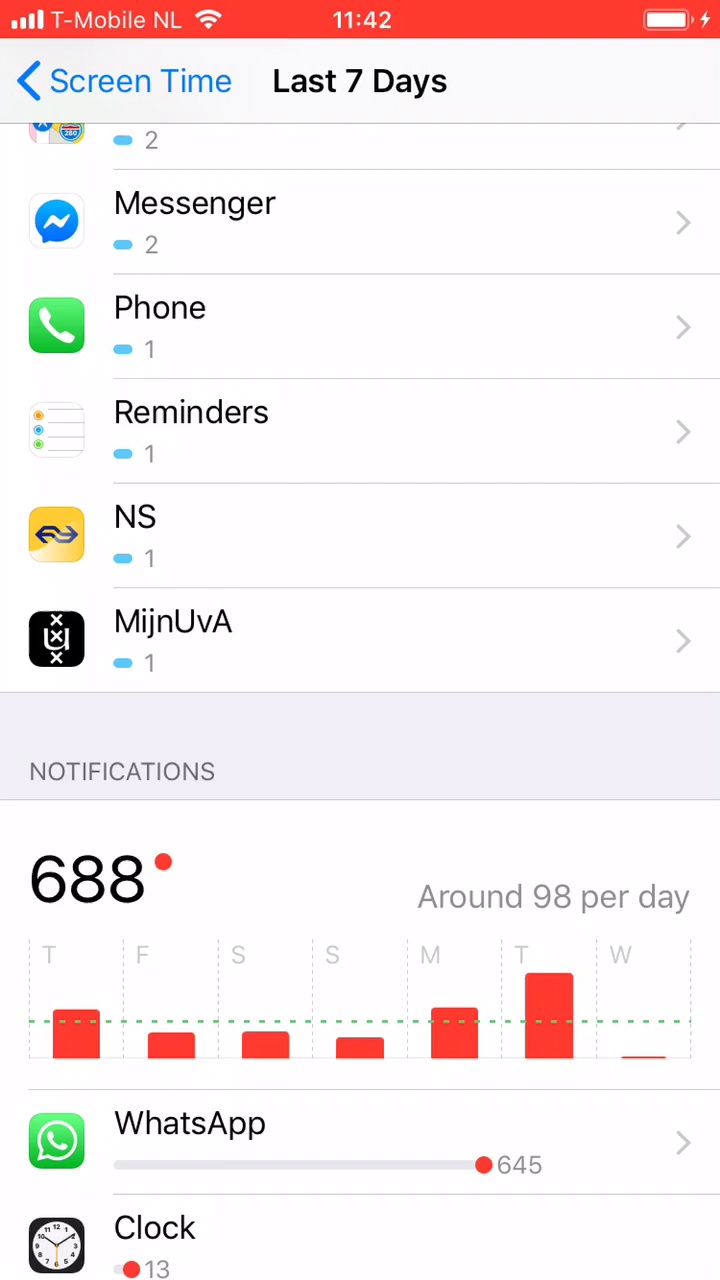 T-Mobile NL 11:42
Screen Time Last 7 Days
280
2
Messenger
2
Phone
1
Reminders
1
NS
1
MijnUvA
1
NOTIFICATIONS
688
Around 98 per day
T F S S M T W
WhatsApp
645
Clock
13